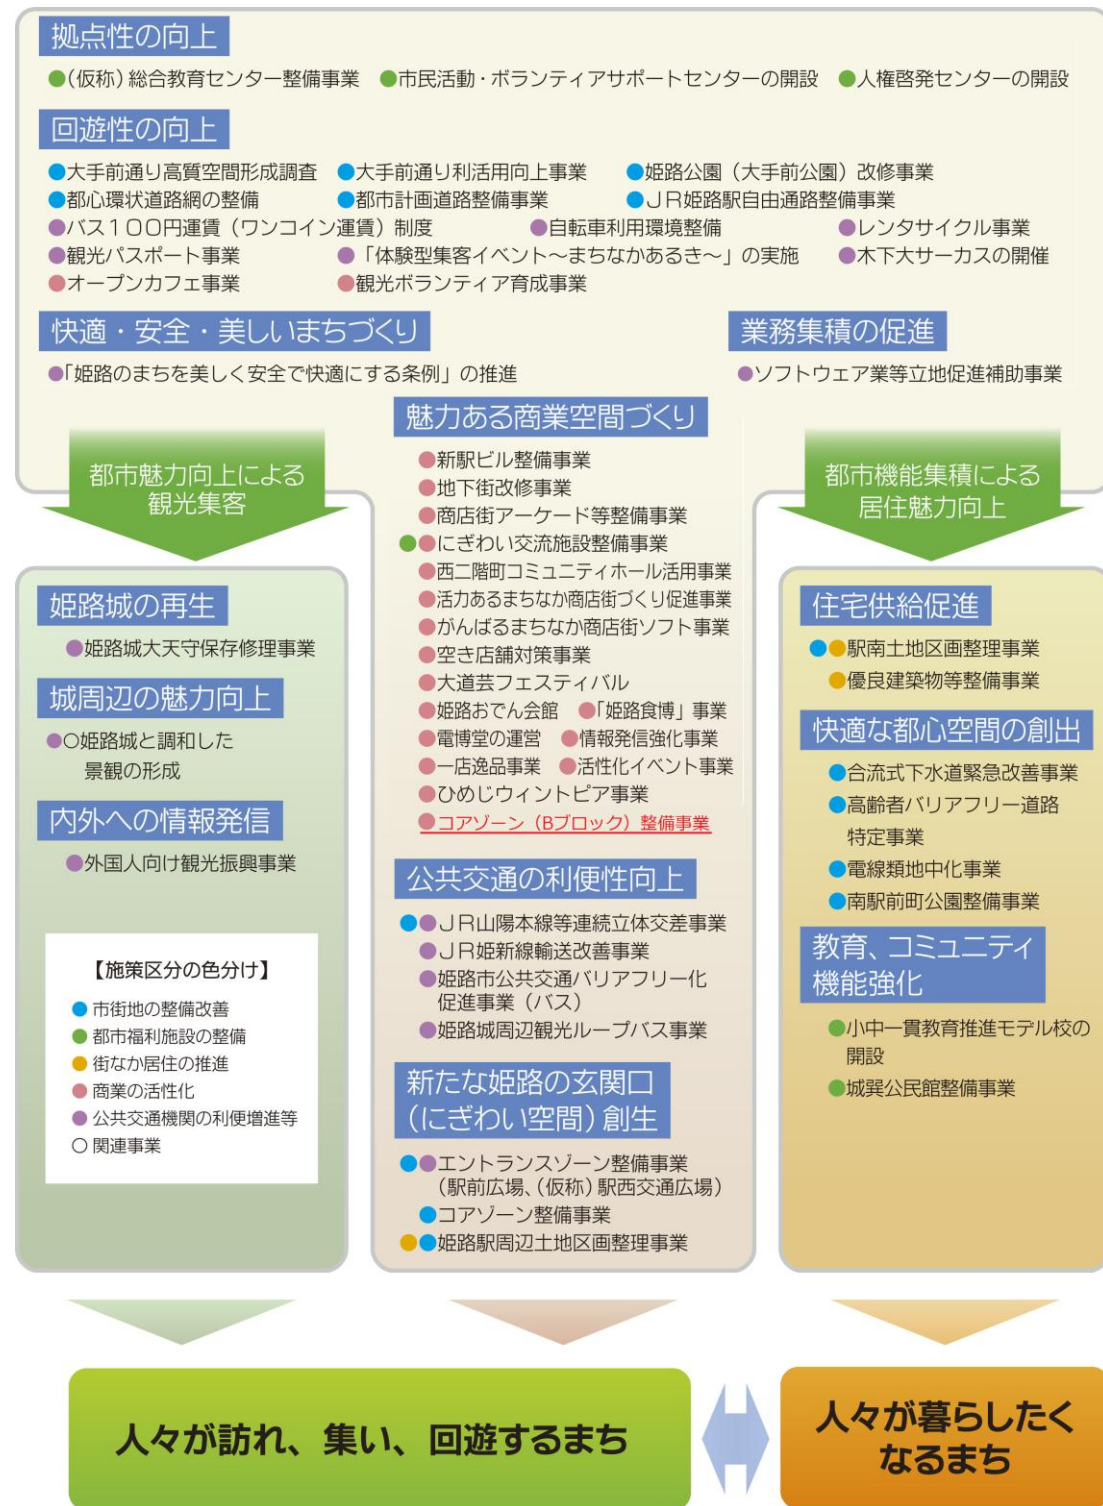 拠点性の向上
●(仮称)総合教育センター整備事業 ●市民活動・ボランティアサポートセンターの開設 ●人権啓発センターの開設
回遊性の向上
●大手前通り高質空間形成調査 ●大手前通り利活用向上事業 ●姫路公園(大手前公園)改修事業
●都心環状道路網の整備 ●都市計画道路整備事業 ●JR姫路駅自由通路整備事業
●バス100円運賃(ワンコイン運賃)制度 ●自転車利用環境整備 ●レンタサイクル事業
●観光パスポート事業 ●「体験型集客イベント〜まちなかあるき〜」の実施 ●木下大サーカスの開催
●オープンカフェ事業 ●観光ボランティア育成事業
快適・安全・美しいまちづくり
●「姫路のまちを美しく安全で快適にする条例」の推進
業務集積の促進
●ソフトウェア業等立地促進補助事業
都市魅力向上による
観光集客
都市機能集積による
居住魅力向上
姫路城の再生
●姫路城大天守保存修理事業
城周辺の魅力向上
●○姫路城と調和した
景観の形成
内外への情報発信
●外国人向け観光振興事業
【施策区分の色分け】
●市街地の整備改善
●都市福利施設の整備
●街なか居住の推進
●商業の活性化
●公共交通機関の利便増進等
○関連事業
魅力ある商業空間づくり
●新駅ビル整備事業
●地下街改修事業
●商店街アーケード等整備事業
●●にぎわい交流施設整備事業
●西二階町コミュニティホール活用事業
●活力あるまちなか商店街づくり促進事業
●がんばるまちなか商店街ソフト事業
●空き店舗対策事業
●大道芸フェスティバル
●姫路おでん会館 ●「姫路食博」事業
●電博堂の運営 ●情報発信強化事業
●一店逸品事業 ●活性化イベント事業
●ひめじウィントピア事業
●コアゾーン(Bブロック)整備事業
公共交通の利便性向上
●●JR山陽本線等連続立体交差事業
●JR姫新線輸送改善事業
●姫路市公共交通バリアフリー化
促進事業(バス)
●姫路城周辺観光ループバス事業
新たな姫路の玄関口
(にぎわい空間)創生
●●エントランスゾーン整備事業
(駅前広場、(仮称)駅西交通広場)
●コアゾーン整備事業
●●姫路駅周辺土地区画整理事業
住宅供給促進
●●駅南土地区画整理事業
●優良建築物等整備事業
快適な都心空間の創出
●合流式下水道緊急改善事業
●高齢者バリアフリー道路
特定事業
●電線類地中化事業
●南駅前町公園整備事業
教育、コミュニティ
機能強化
●小中一貫教育推進モデル校の
開設
●城巽公民館整備事業
人々が訪れ、集い、回遊するまち
人々が暮らしたく
なるまち